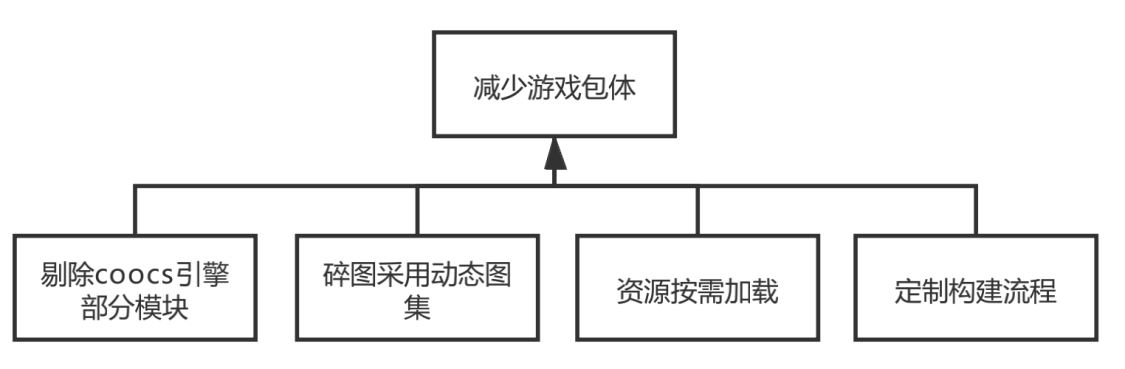 减少游戏包体
剔除coocs引擎
部分模块
碎图采用动态图
集
资源按需加载
定制构建流程